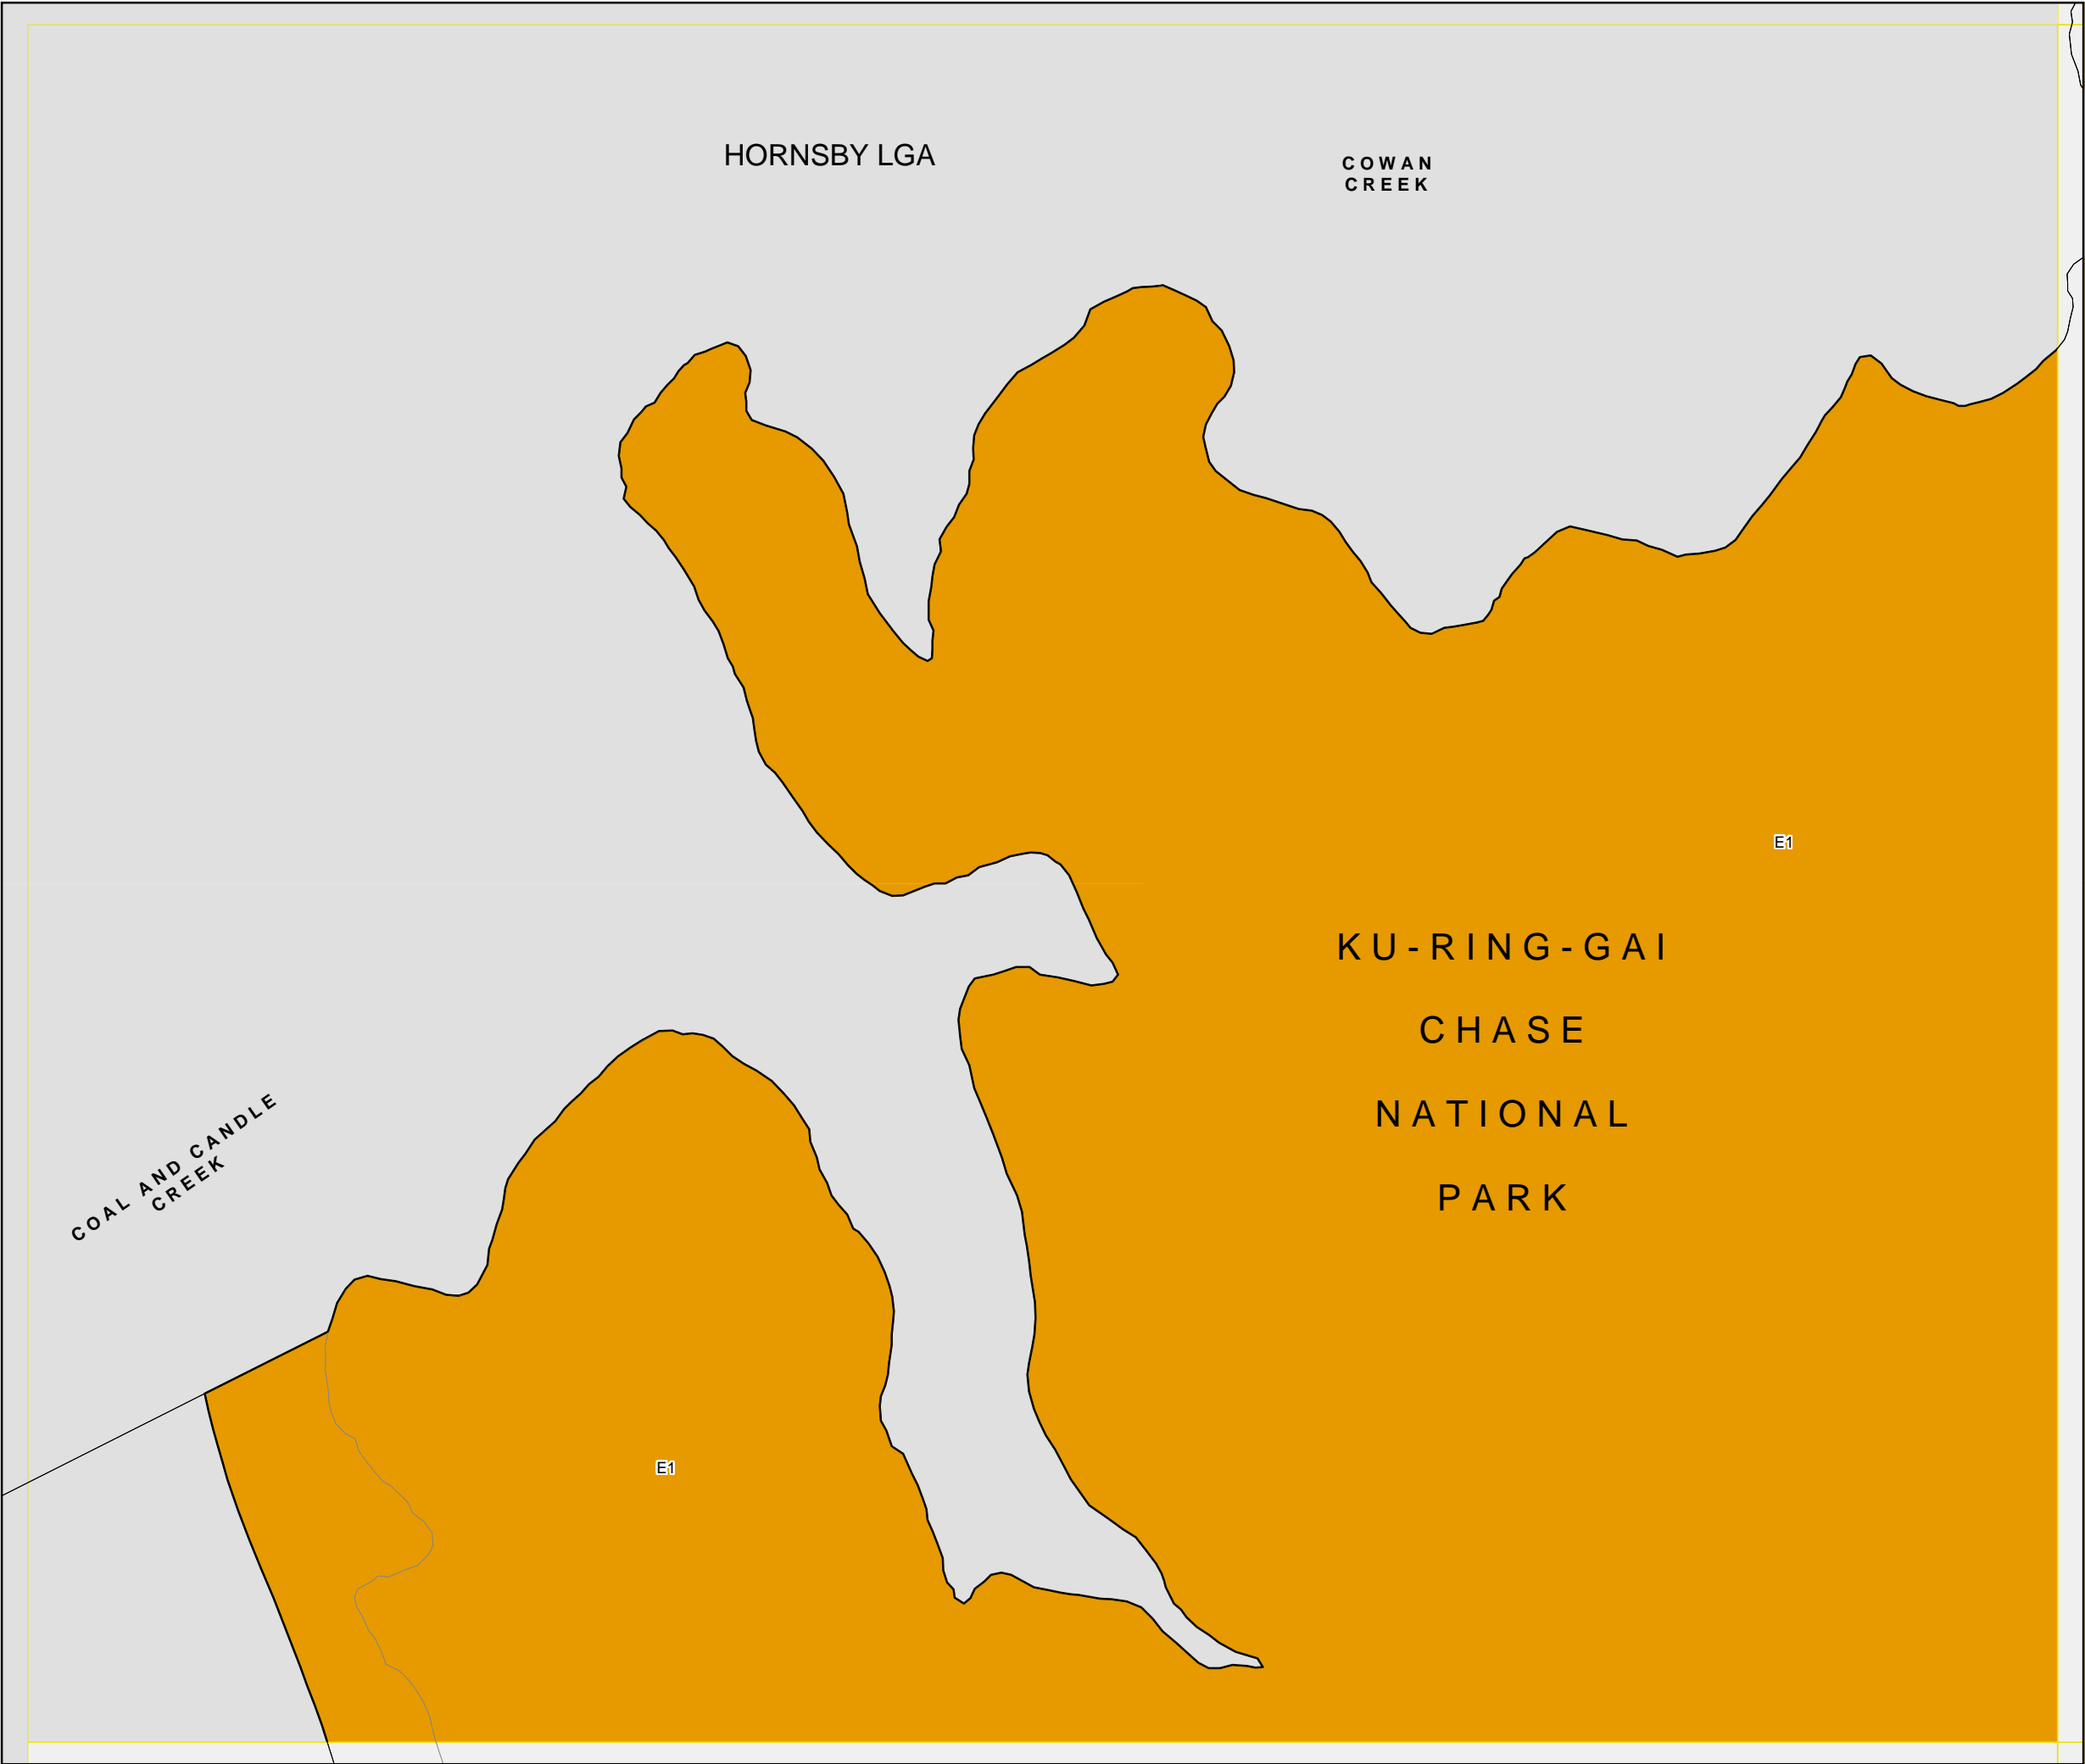 HORNSBY LGA
COWAN
CREEK
E1
KU-RING-GAI
CHASE
NATIONAL
PARK
COAL AND CANDLE
CREEK
E1